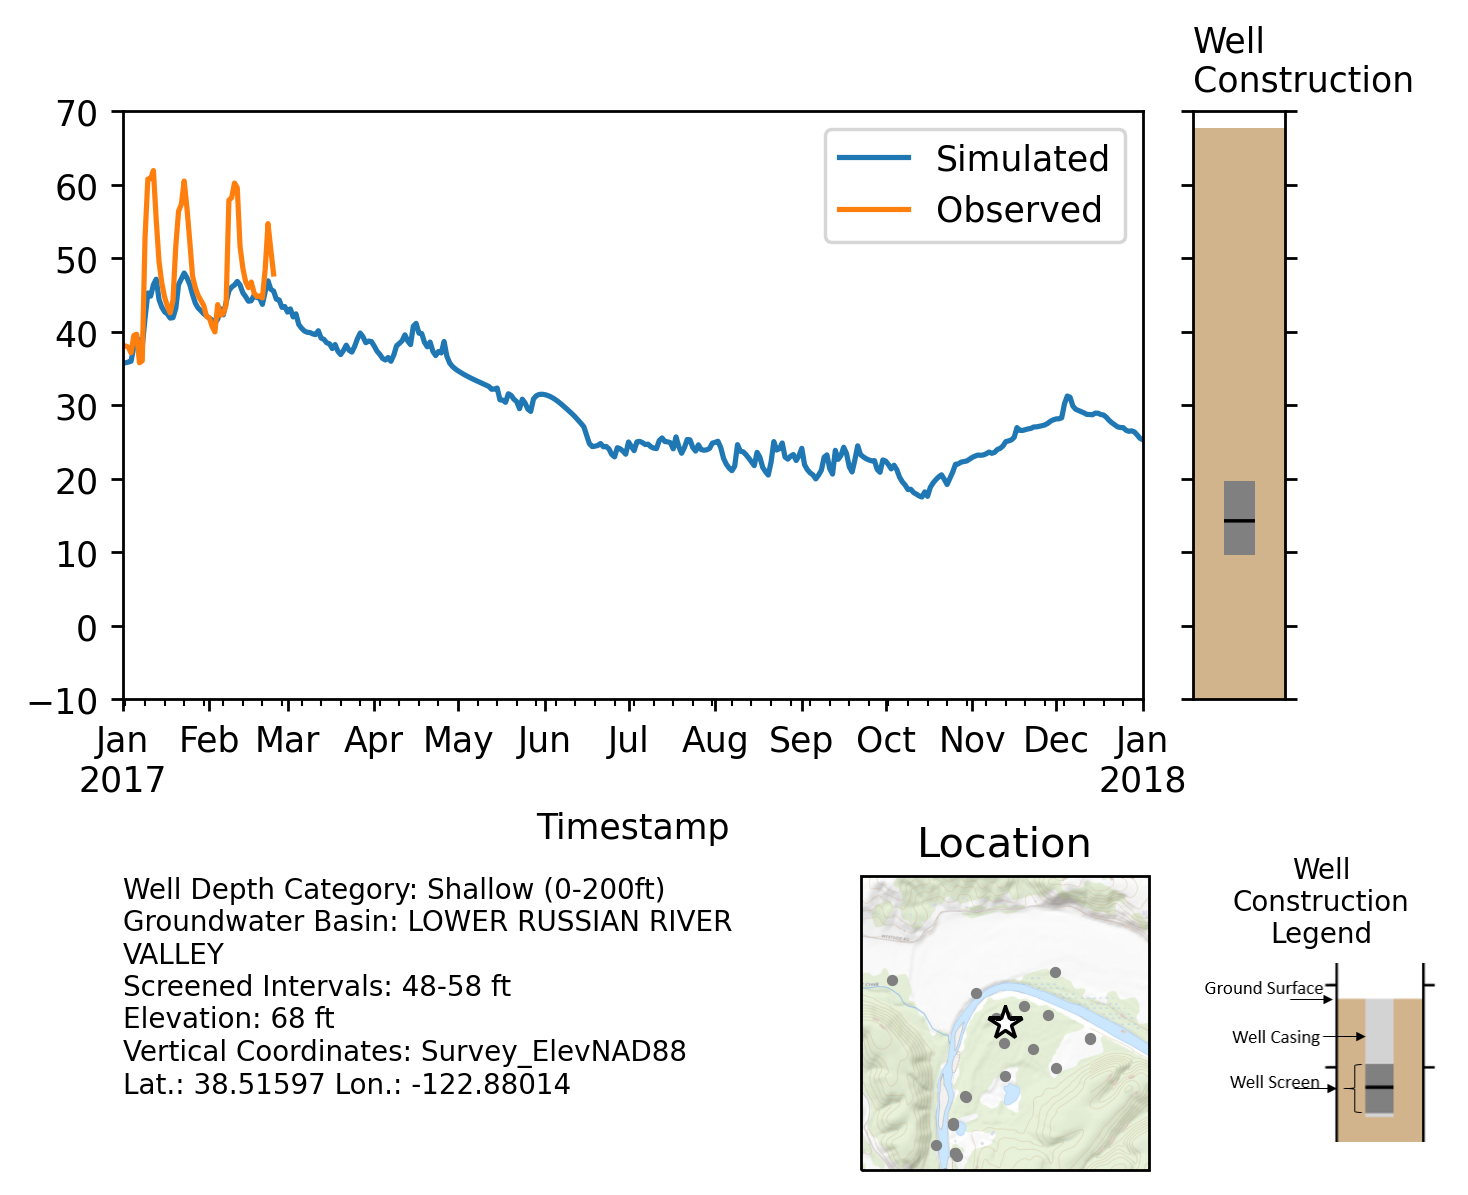 Well
Construction
70
60
50
40
30
20
10
0
−10
Simulated
Observed
Jan Feb Mar Apr May Jun Jul Aug Sep Oct Nov Dec Jan
2017 2018
Timestamp
Well Depth Category: Shallow (0-200ft)
Groundwater Basin: LOWER RUSSIAN RIVER
VALLEY
Screened Intervals: 48-58 ft
Elevation: 68 ft
Vertical Coordinates: Survey_ElevNAD88
Lat.: 38.51597 Lon.: -122.88014
Location
Well
Construction
Legend
Ground Surface
Well Casing
Well Screen